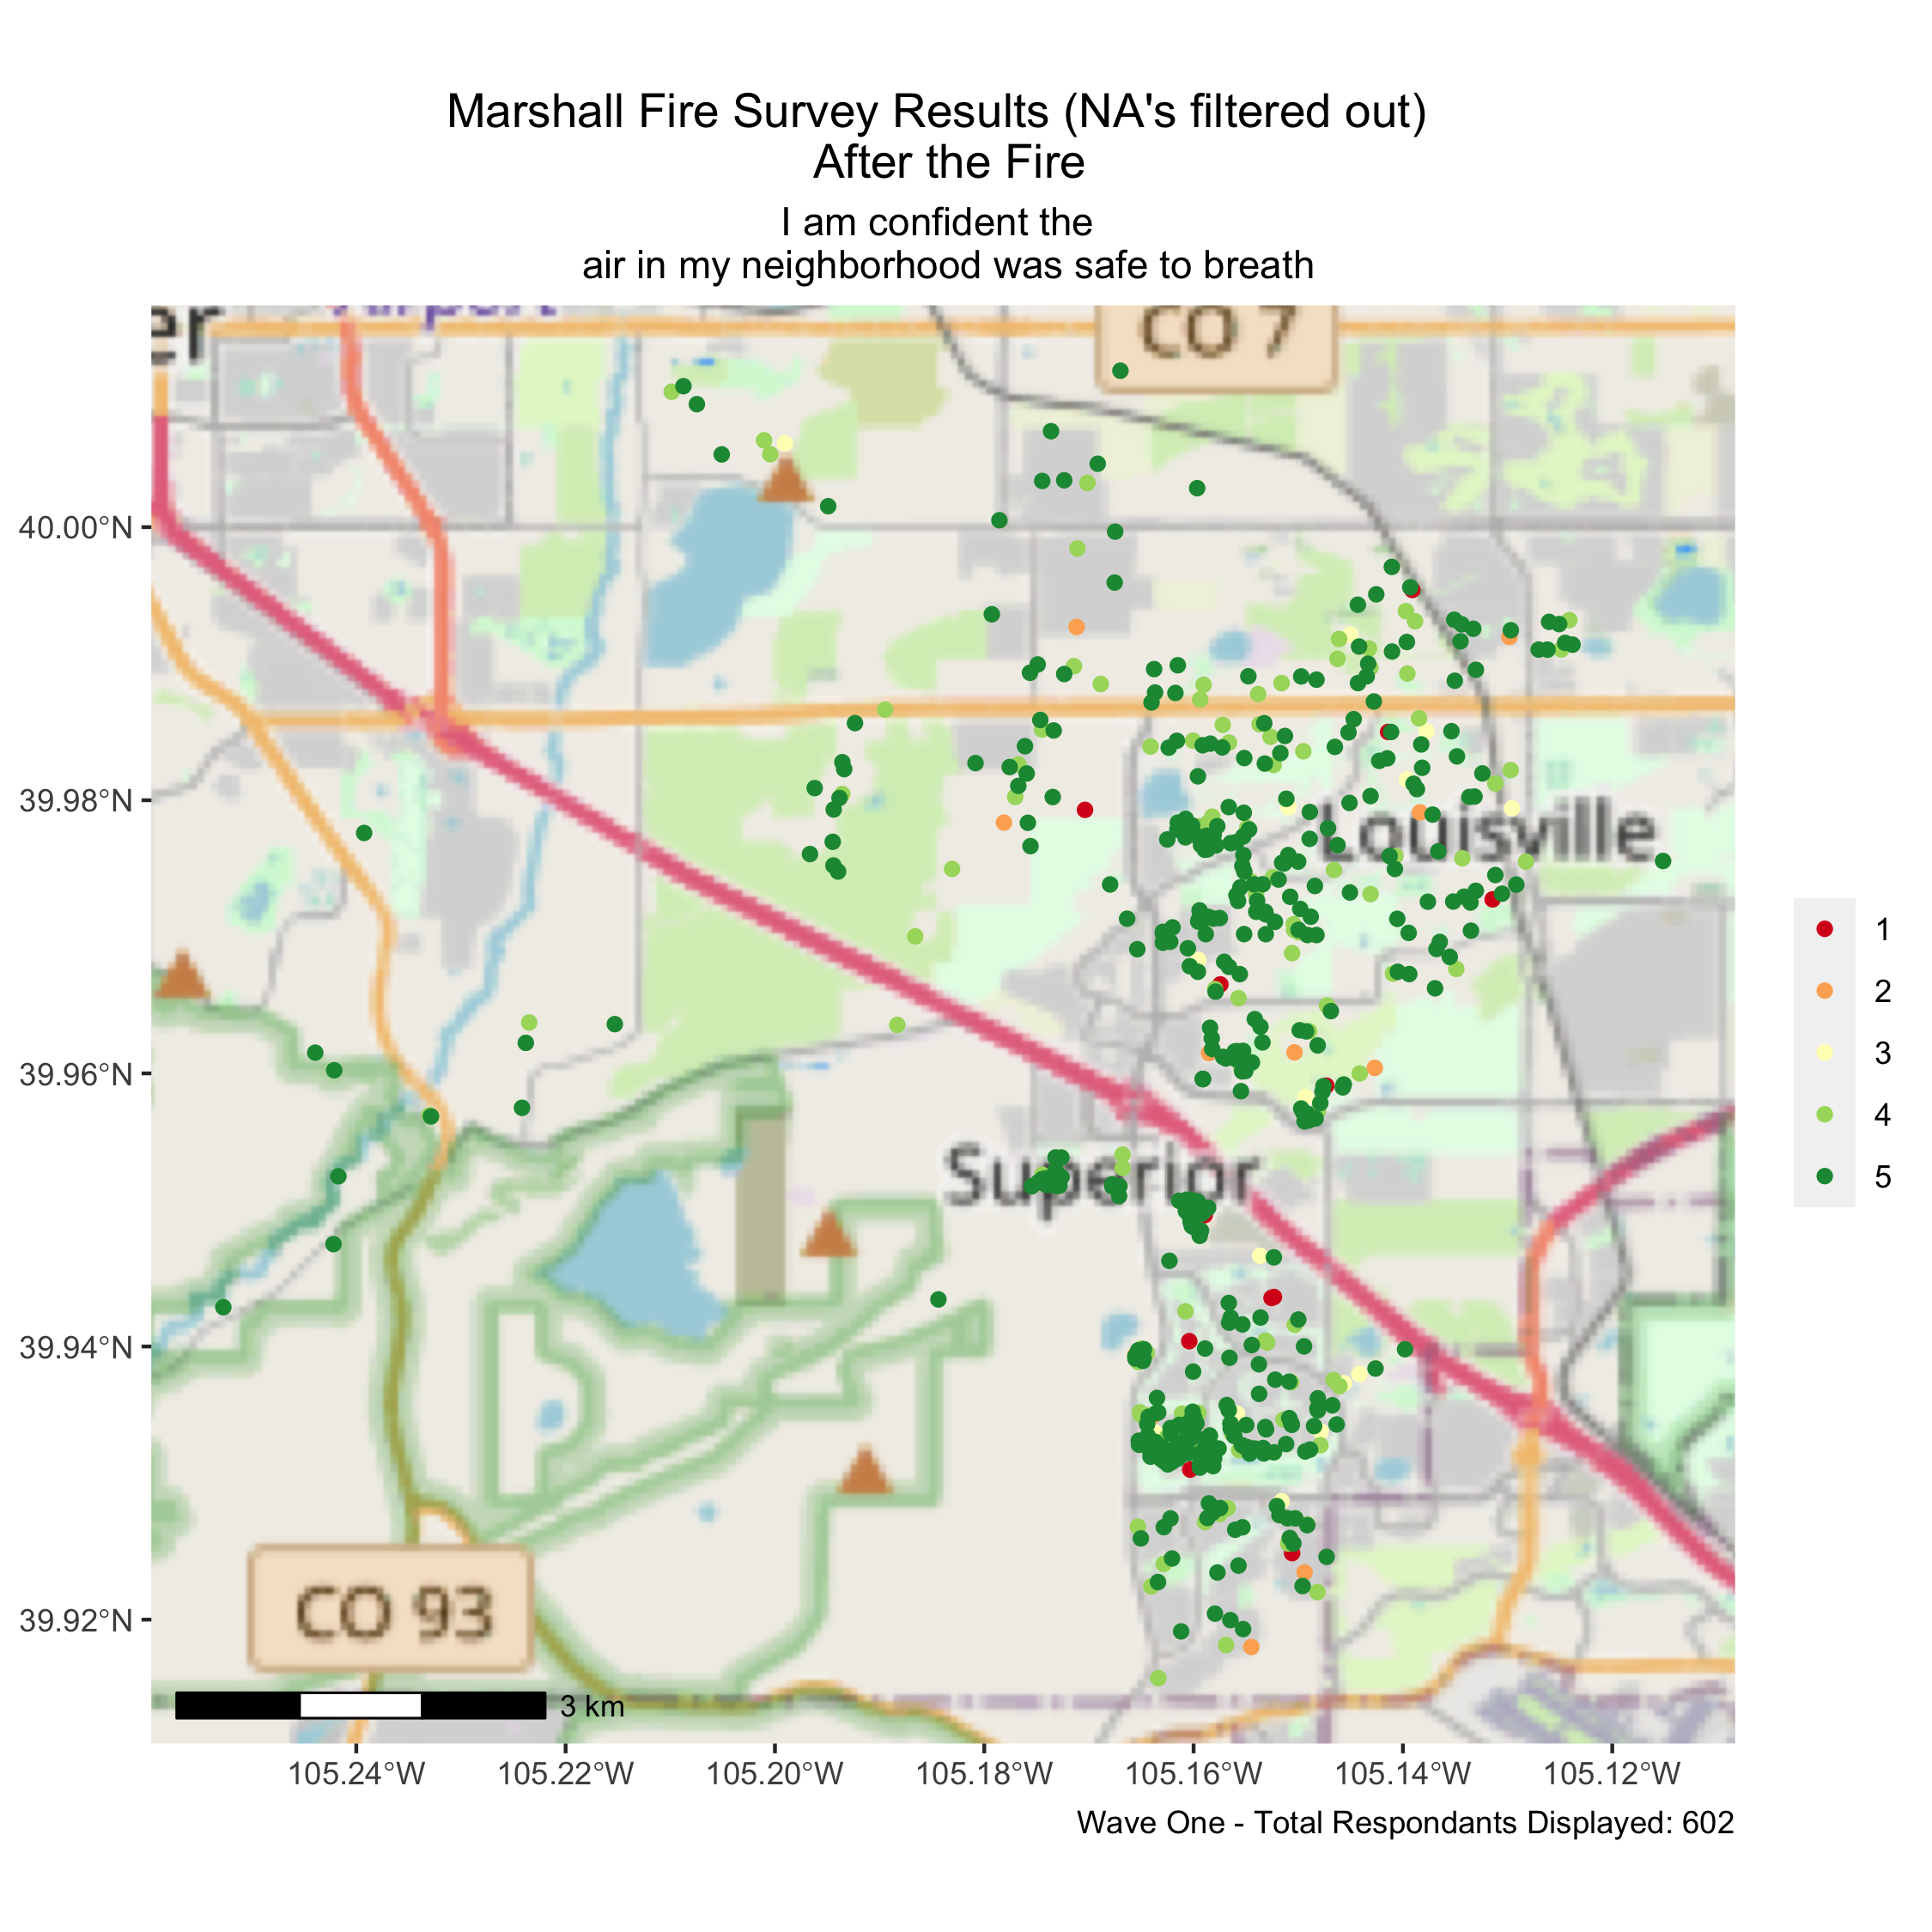 Marshall Fire Survey Results (NA's filtered out)
After the Fire
I am confident the
air in my neighborhood was safe to breath
er
Airport
CO 7
40.00°N
39.98°N
39.96°N
39.94°N
39.92°N
Louisville
Superior
CO 93
3 km
1
2
3
4
5
105.24°W
105.22°W
105.20°W
105.18°W
105.16°W
105.14°W
105.12°W
Wave One - Total Respondants Displayed: 602